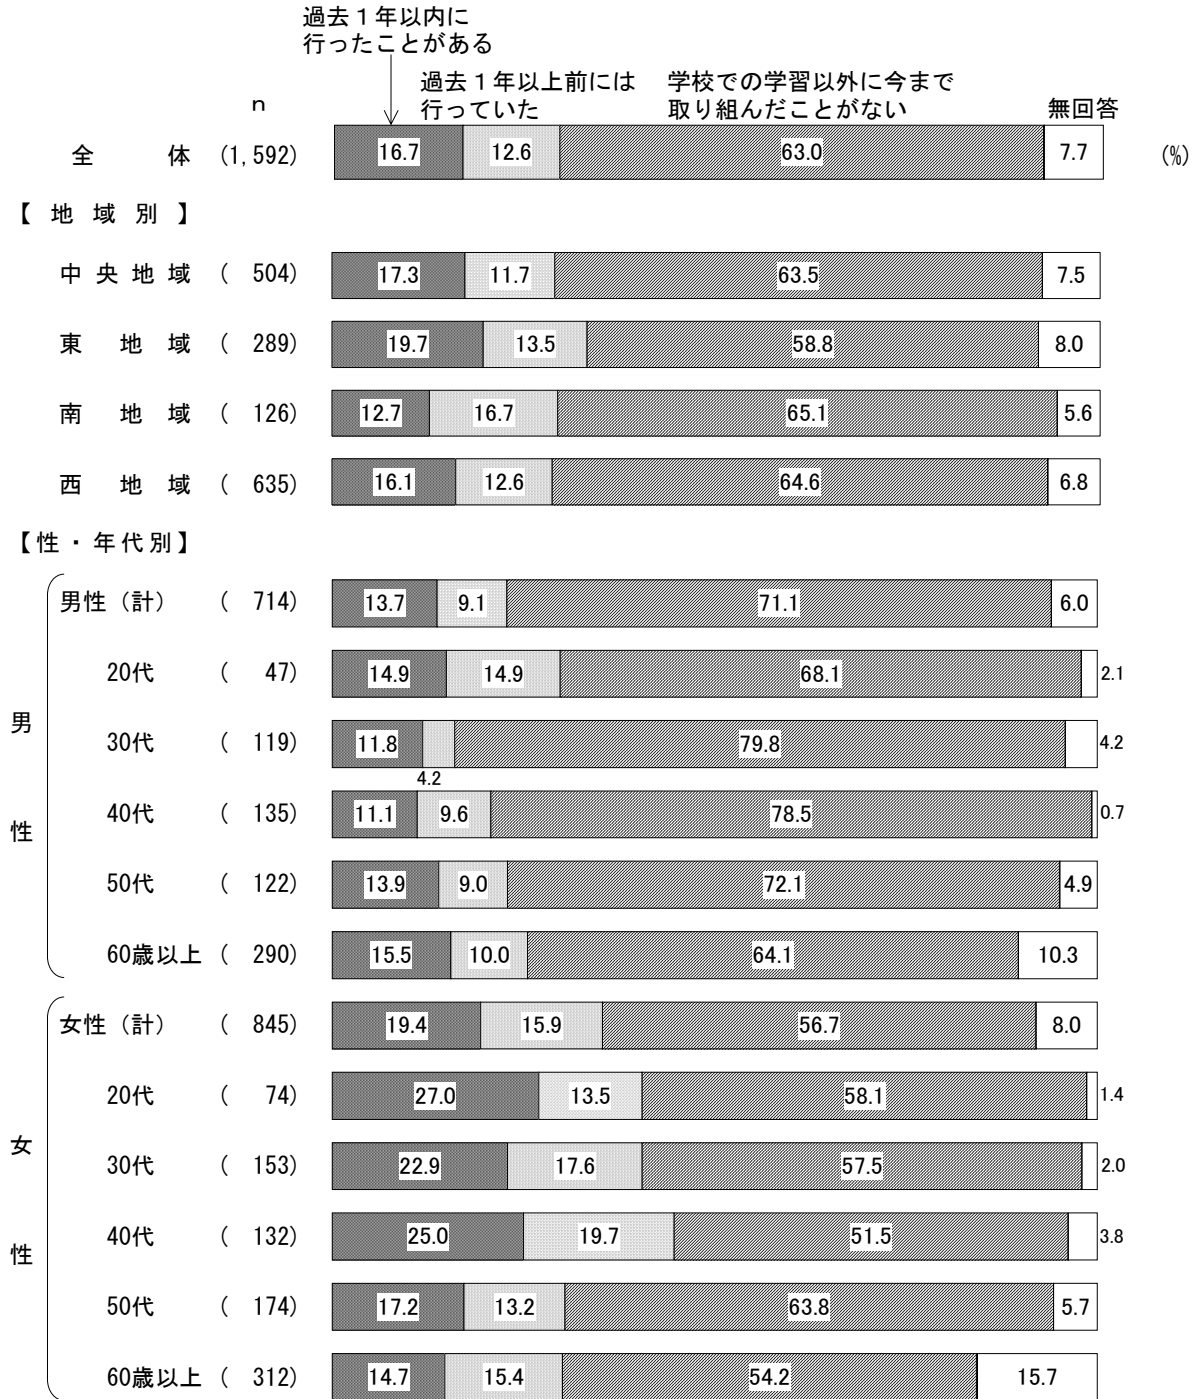 過去１年以内に
行ったことがある
過去１年以上前には
行っていた
学校での学習以外に今まで
取り組んだことがない
無回答
n
全体 (1,592) 16.7 12.6 63.0 7.7 (%)
【地域別】
中央地域 ( 504) 17.3 11.7 63.5 7.5
東地域 ( 289) 19.7 13.5 58.8 8.0
南地域 ( 126) 12.7 16.7 65.1 5.6
西地域 ( 635) 16.1 12.6 64.6 6.8
【性・年代別】
男性
男性（計） ( 714) 13.7 9.1 71.1 6.0
20代 ( 47) 14.9 14.9 68.1 2.1
30代 ( 119) 11.8 4.2 79.8 4.2
40代 ( 135) 11.1 9.6 78.5 0.7
50代 ( 122) 13.9 9.0 72.1 4.9
60歳以上 ( 290) 15.5 10.0 64.1 10.3
女性
女性（計） ( 845) 19.4 15.9 56.7 8.0
20代 ( 74) 27.0 13.5 58.1 1.4
30代 ( 153) 22.9 17.6 57.5 2.0
40代 ( 132) 25.0 19.7 51.5 3.8
50代 ( 174) 17.2 13.2 63.8 5.7
60歳以上 ( 312) 14.7 15.4 54.2 15.7